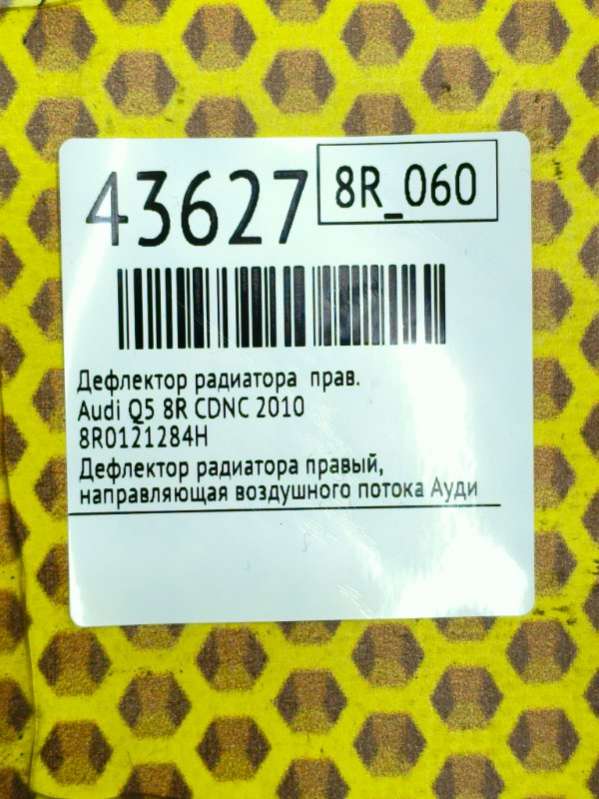 43627
8R_060
Дефлектор радиатора прав.
Audi Q5 8R CDNC 2010
8R0121284H
Дефлектор радиатора правый,
направляющая воздушного потока Ауди